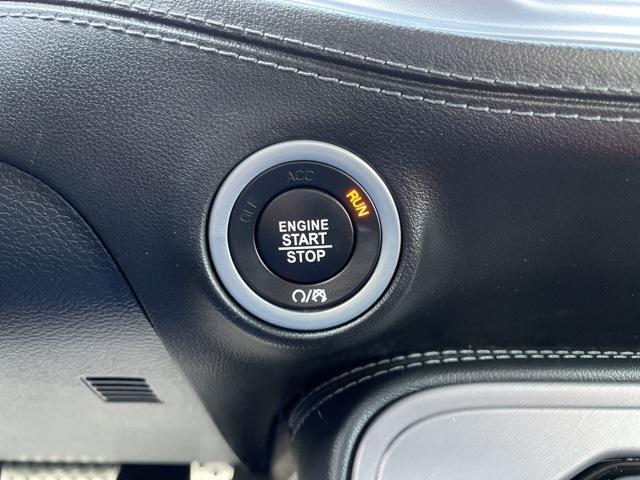 ACC
OFF
RUN
ENGINE
START
STOP